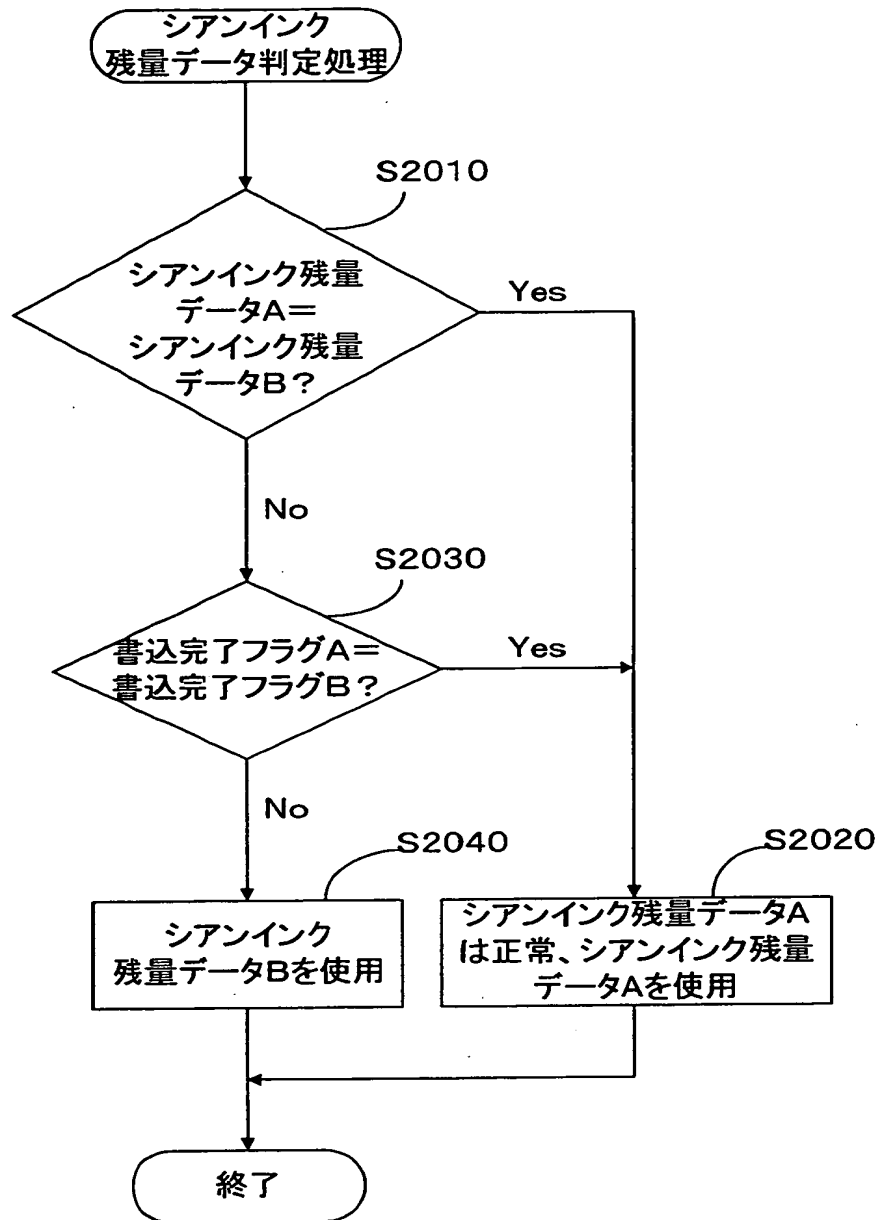 シアンインク
残量データ判定処理
S2010
シアンインク残量
データA＝
シアンインク残量
データB？
Yes
No
S2030
書込完了フラグA＝
書込完了フラグB？
Yes
No
S2040
シアンインク
残量データBを使用
S2020
シアンインク残量データA
は正常、シアンインク残量
データAを使用
終了